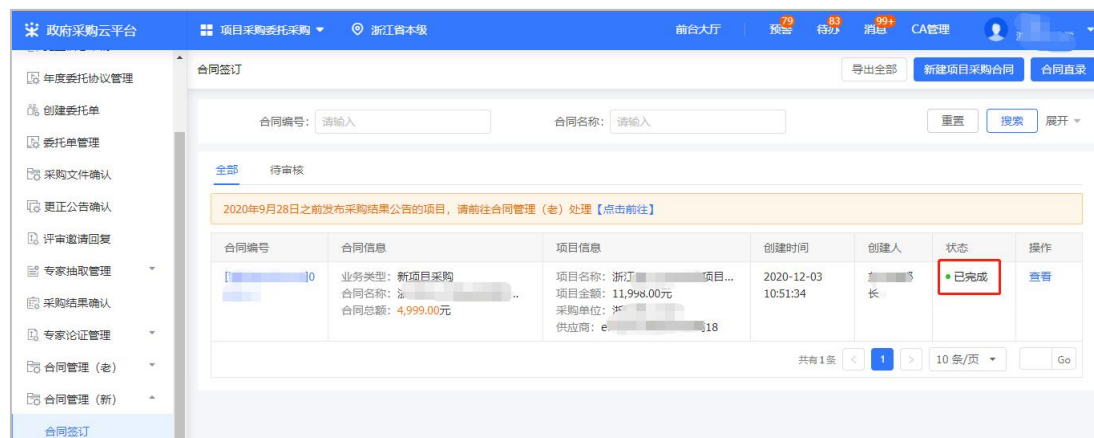 政府采购云平台
项目采购委托采购
浙江省本级
前台大厅
预警 79
待办 83
消息 99+
CA管理
年度委托协议管理
创建委托单
委托单管理
采购文件确认
更正公告确认
评审邀请回复
专家抽取管理
采购结果确认
专家论证管理
合同管理（老）
合同管理（新）
合同签订
合同签订
导出全部 新建项目采购合同 合同直录
合同编号： 请输入 合同名称： 请输入 重置 搜索 展开
全部 待审核
2020年9月28日之前发布采购结果公告的项目，请前往合同管理（老）处理【点击前往】
合同编号 合同信息 项目信息 创建时间 创建人 状态 操作
业务类型：新项目采购 项目名称：浙江 项目... 2020-12-03 已完成 查看
合同名称： ... 项目金额：11,998.00元 10:51:34 长
合同总额：4,999.00元 采购单位：
供应商：e 18
共有1条 < 1 > 10 条/页 Go